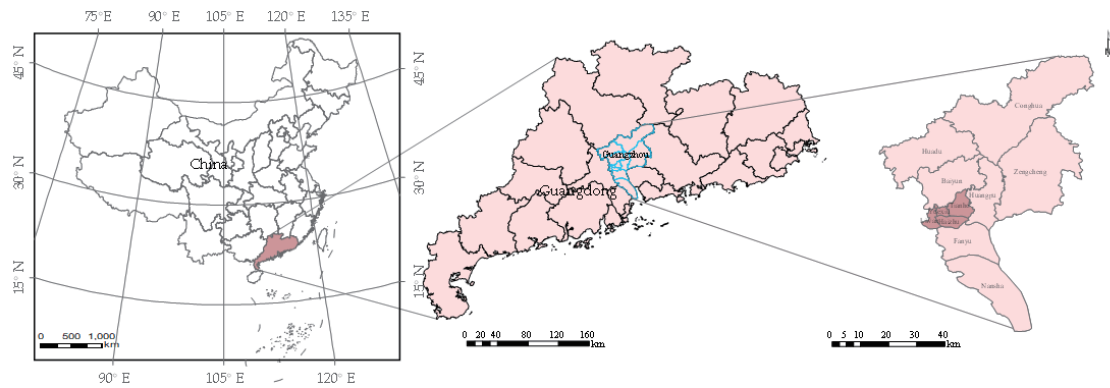 75° E
90° E
105° E
120° E
135° E
45° N
45° N
30° N
30° N
15° N
15° N
China
0 500 1,000
km
90° E
105° E
120° E
Guangzhou
Guangdong
0 20 40 80 120 160
km
Conghua
Huadu
Zengcheng
Baiyun
Huangpu
Panyu
Nansha
0 5 10 20 30 40
km